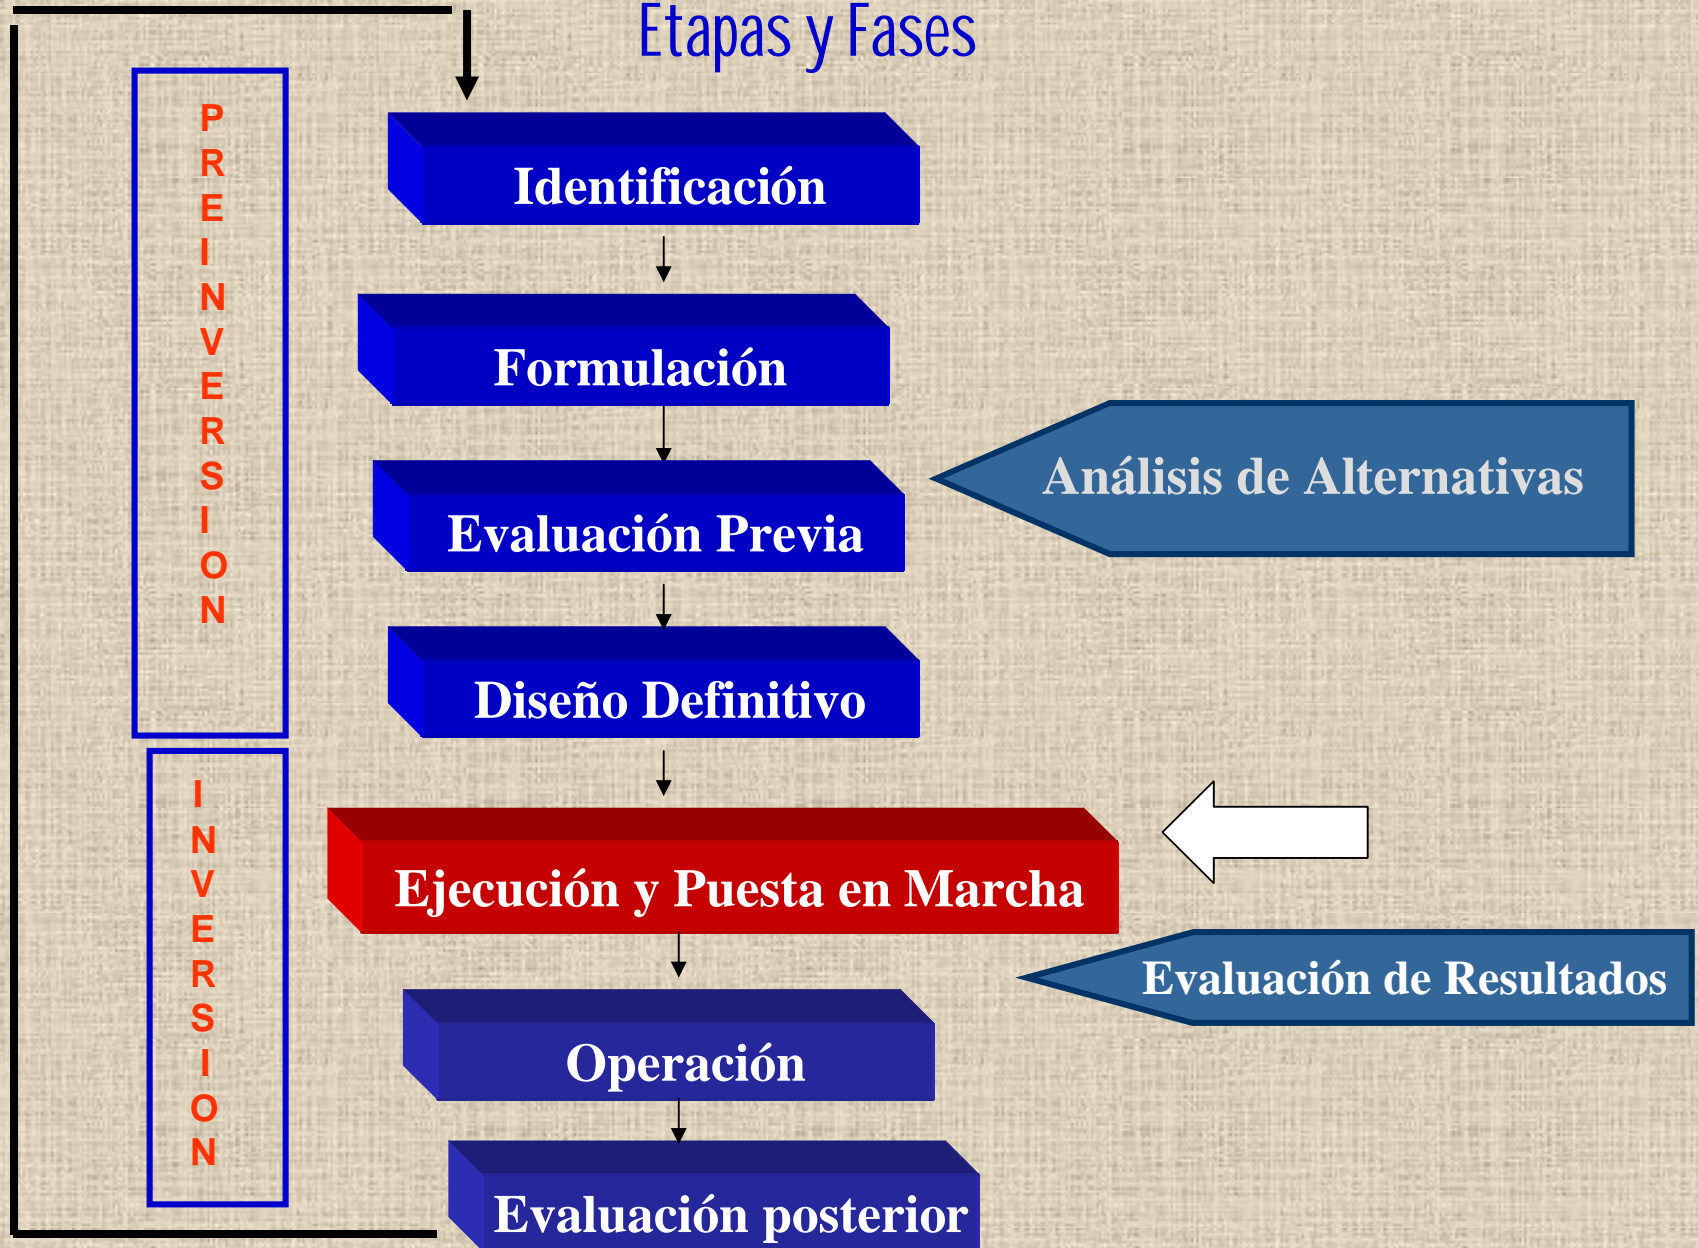 Etapas y Fases
PREINVERSION
Identificación
Formulación
Análisis de Alternativas
Evaluación Previa
Diseño Definitivo
INVERSION
Ejecución y Puesta en Marcha
Evaluación de Resultados
Operación
Evaluación posterior